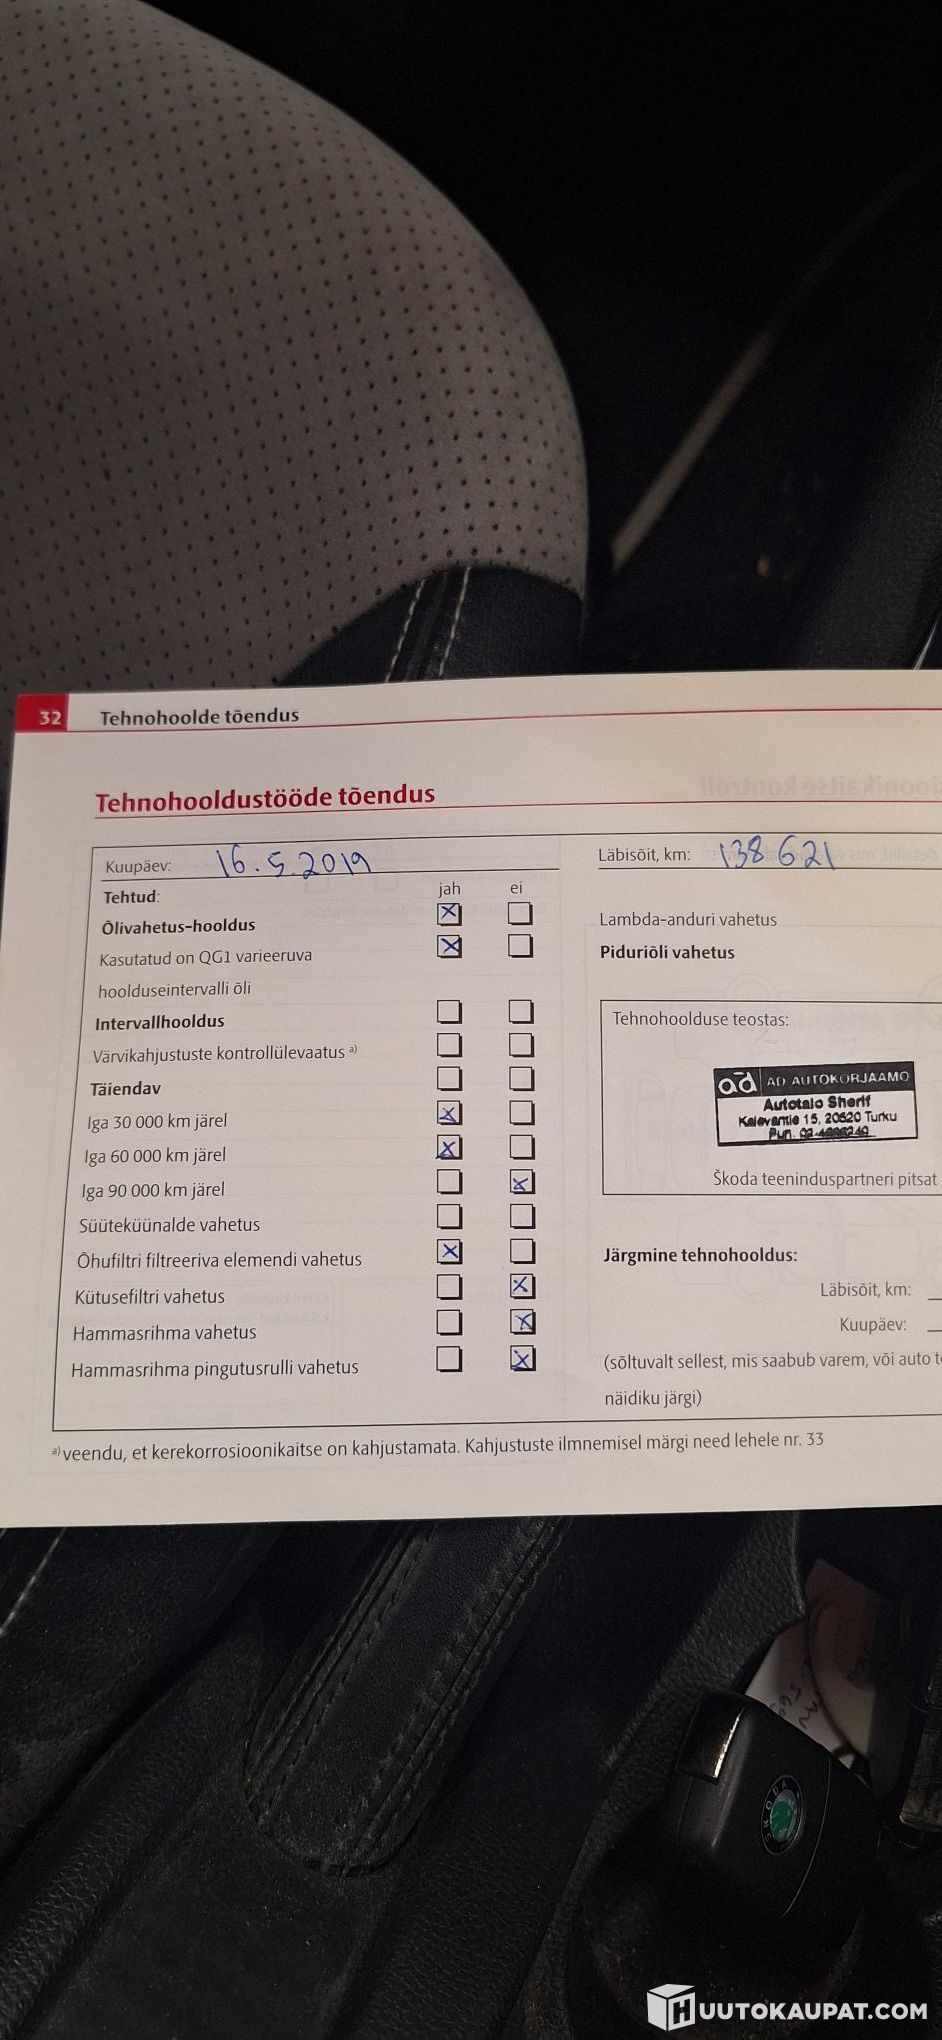 32 Tehnohoolde tõendus
Tehnohooldustööde tõendus
Kuupäev: 16.5.2019
Tehtud: jah ei
Õlivahetus-hooldus
Kasutatud on QG1 varieeruva
hoolduseintervalli õli
Intervallhooldus
Värvikahjustuste kontrollülevaatus a)
Täiendav
Iga 30 000 km järel
Iga 60 000 km järel
Iga 90 000 km järel
Süüteküünalde vahetus
Õhufiltri filtreeriva elemendi vahetus
Kütusefiltri vahetus
Hammasrihma vahetus
Hammasrihma pingutusrulli vahetus
Läbisõit, km: 138 621
Lambda-anduri vahetus
Piduriõli vahetus
Tehnohoolduse teostas:
ad AD AUTOKORJAAMO
Autotalo Sherif
Kalevantie 15, 20520 Turku
Puh. 02-
Škoda teeninduspartneri pitsat
Järgmine tehnohooldus:
Läbisõit, km:
Kuupäev:
(sõltuvalt sellest, mis saabub varem, või auto
näidiku järgi)
a) veendu, et kerekorrosioonikaitse on kahjustamata. Kahjustuste ilmnemisel märgi need lehele nr. 33
SKODA
HUUTOKAUPAT.COM